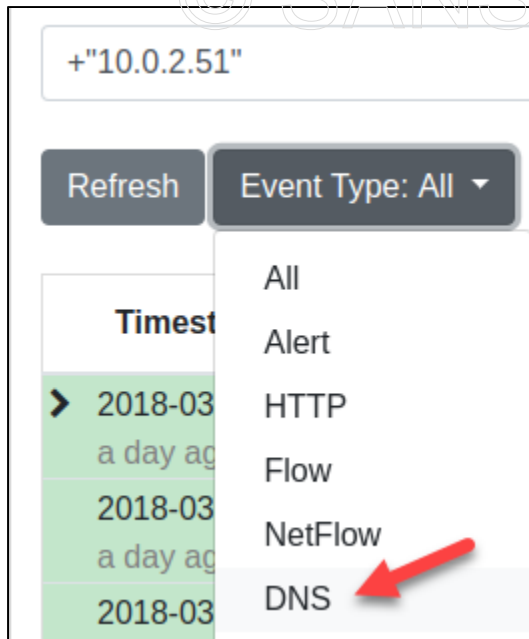 © SANS
+"10.0.2.51"
Refresh
Event Type: All
All
Timest
Alert
2018-03
HTTP
a day ag
Flow
2018-03
NetFlow
a day ag
DNS
2018-03